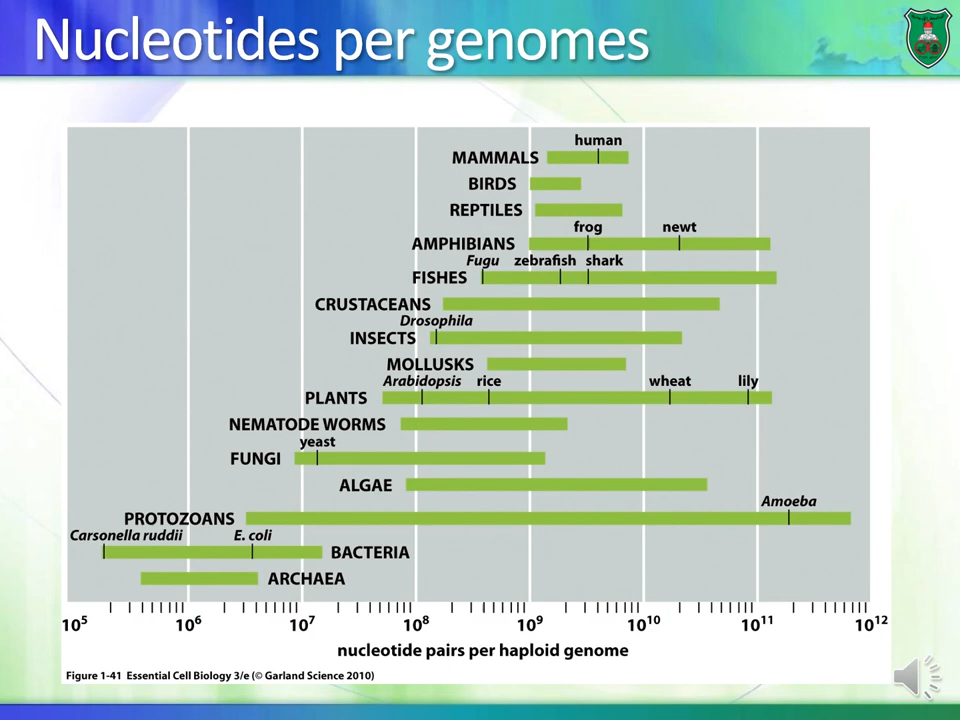 Nucleotides per genomes
human
MAMMALS
BIRDS
REPTILES
frog newt
AMPHIBIANS
Fugu zebrafish shark
FISHES
CRUSTACEANS
Drosophila
INSECTS
MOLLUSKS
Arabidopsis rice wheat lily
PLANTS
NEMATODE WORMS
yeast
FUNGI
ALGAE
Amoeba
PROTOZOANS
Carsonella ruddii E. coli
BACTERIA
ARCHAEA
10⁵ 10⁶ 10⁷ 10⁸ 10⁹ 10¹⁰ 10¹¹ 10¹²
nucleotide pairs per haploid genome
Figure 1-41 Essential Cell Biology 3/e (© Garland Science 2010)